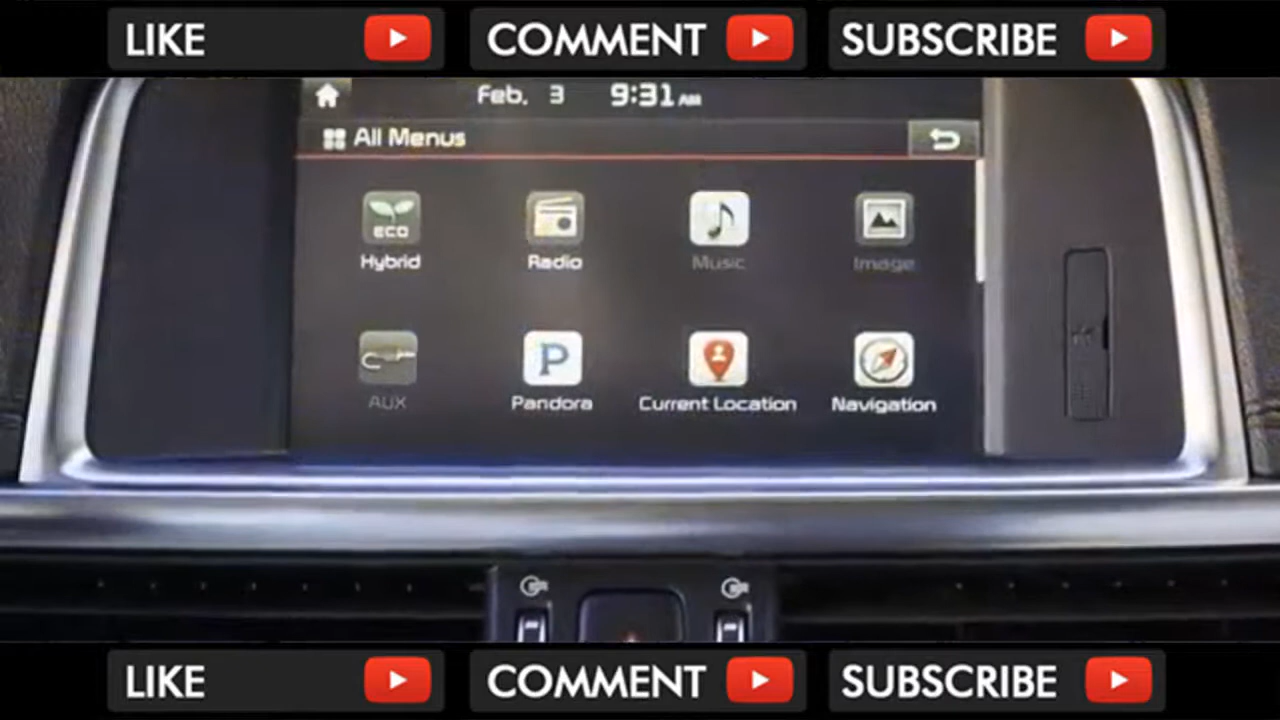 LIKE COMMENT SUBSCRIBE
Feb. 3 9:31 AM
All Menus
ECO
Hybrid Radio Music Image
P
AUX Pandora Current Location Navigation
LIKE COMMENT SUBSCRIBE